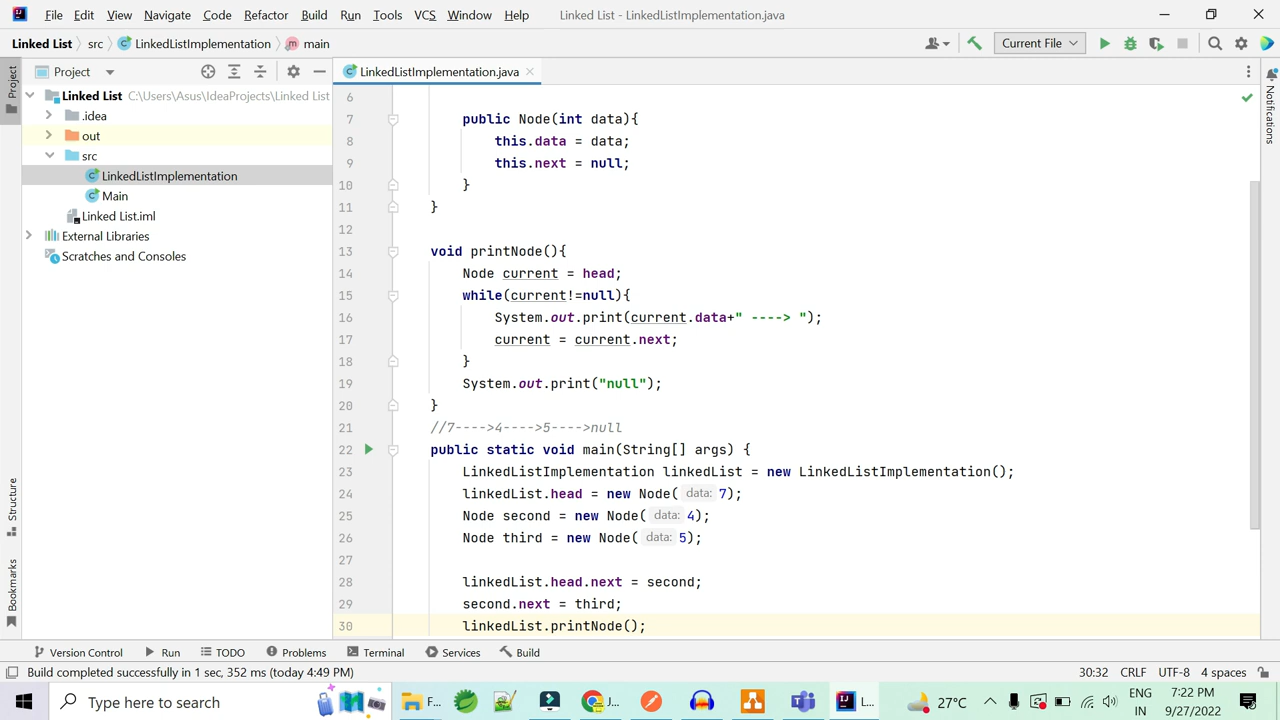 File Edit View Navigate Code Refactor Build Run Tools VCS Window Help Linked List - LinkedListImplementation.java
Linked List src LinkedListImplementation main Current File
Project LinkedListImplementation.java
Project
Linked List C:\Users\Asus\IdeaProjects\Linked List
.idea
out
src
LinkedListImplementation
Main
Linked List.iml
External Libraries
Scratches and Consoles
Structure
Bookmarks
6
7 public Node(int data){
8 this.data = data;
9 this.next = null;
10 }
11 }
12
13 void printNode(){
14 Node current = head;
15 while(current!=null){
16 System.out.print(current.data+" ----> ");
17 current = current.next;
18 }
19 System.out.print("null");
20 }
21 //7---->4---->5---->null
22 public static void main(String[] args) {
23 LinkedListImplementation linkedList = new LinkedListImplementation();
24 linkedList.head = new Node( data: 7);
25 Node second = new Node( data: 4);
26 Node third = new Node( data: 5);
27
28 linkedList.head.next = second;
29 second.next = third;
30 linkedList.printNode();
Notifications
Version Control Run TODO Problems Terminal Services Build
Build completed successfully in 1 sec, 352 ms (today 4:49 PM) 30:32 CRLF UTF-8 4 spaces
Type here to search F... J... L... 27°C ENG 7:22 PM
IN 9/27/2022